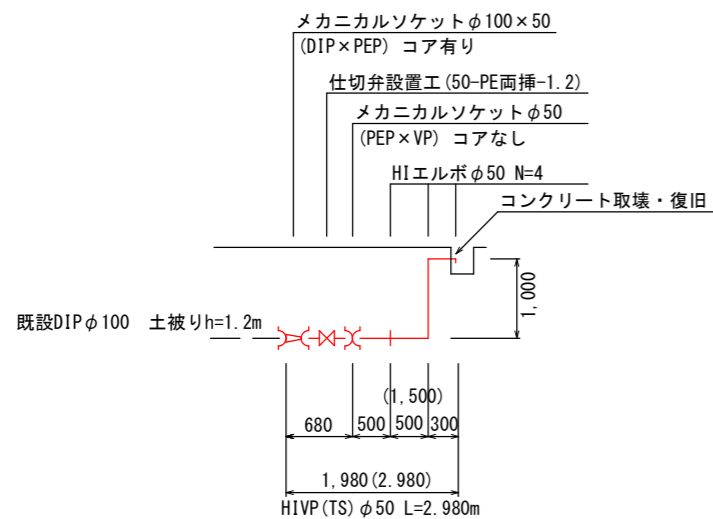 メカニカルソケットφ100×50
(DIP×PEP) コア有り
仕切弁設置工(50-PE両挿-1.2)
メカニカルソケットφ50
(PEP×VP) コアなし
HIエルボφ50 N=4
コンクリート取壊・復旧
1,000
既設DIPφ100 土被りh=1.2m
(1,500)
680 500 500 300
1,980(2.980)
HIVP(TS)φ50 L=2.980m